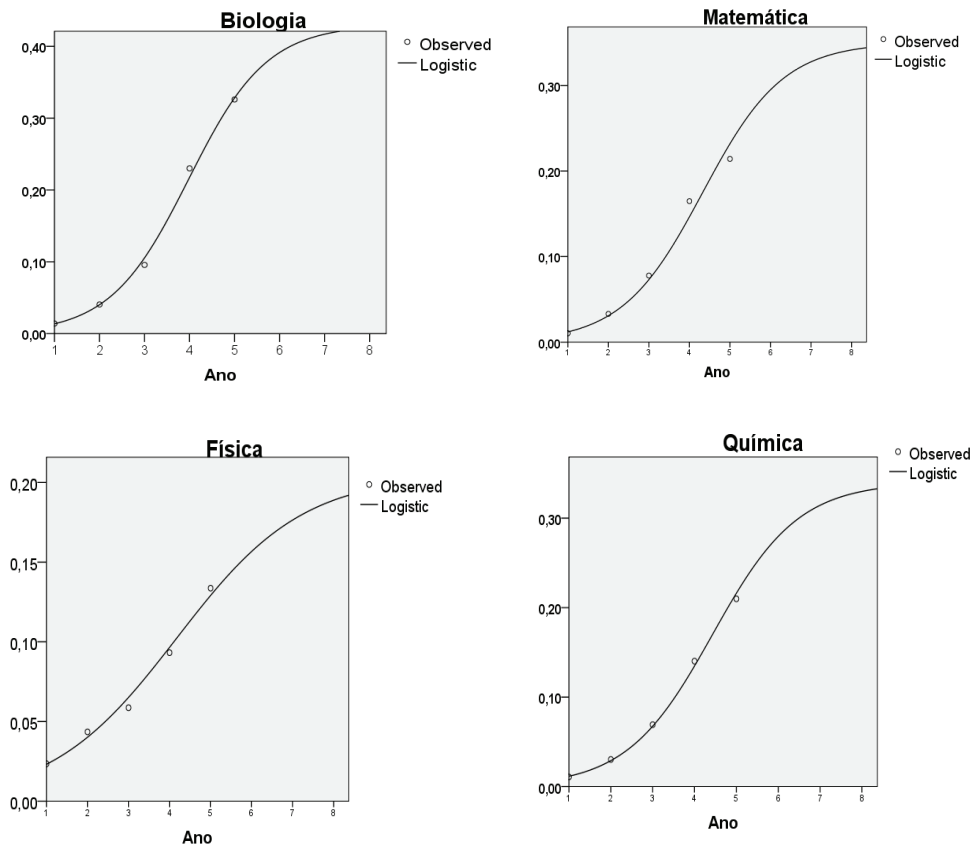 Biologia
0,40
0,30
0,20
0,10
0,00
1 2 3 4 5 6 7 8
Ano
Observed
Logistic
Matemática
0,30
0,20
0,10
0,00
1 2 3 4 5 6 7 8
Ano
Observed
Logistic
Física
0,20
0,15
0,10
0,05
0,00
1 2 3 4 5 6 7 8
Ano
Observed
Logistic
Química
0,30
0,20
0,10
0,00
1 2 3 4 5 6 7 8
Ano
Observed
Logistic